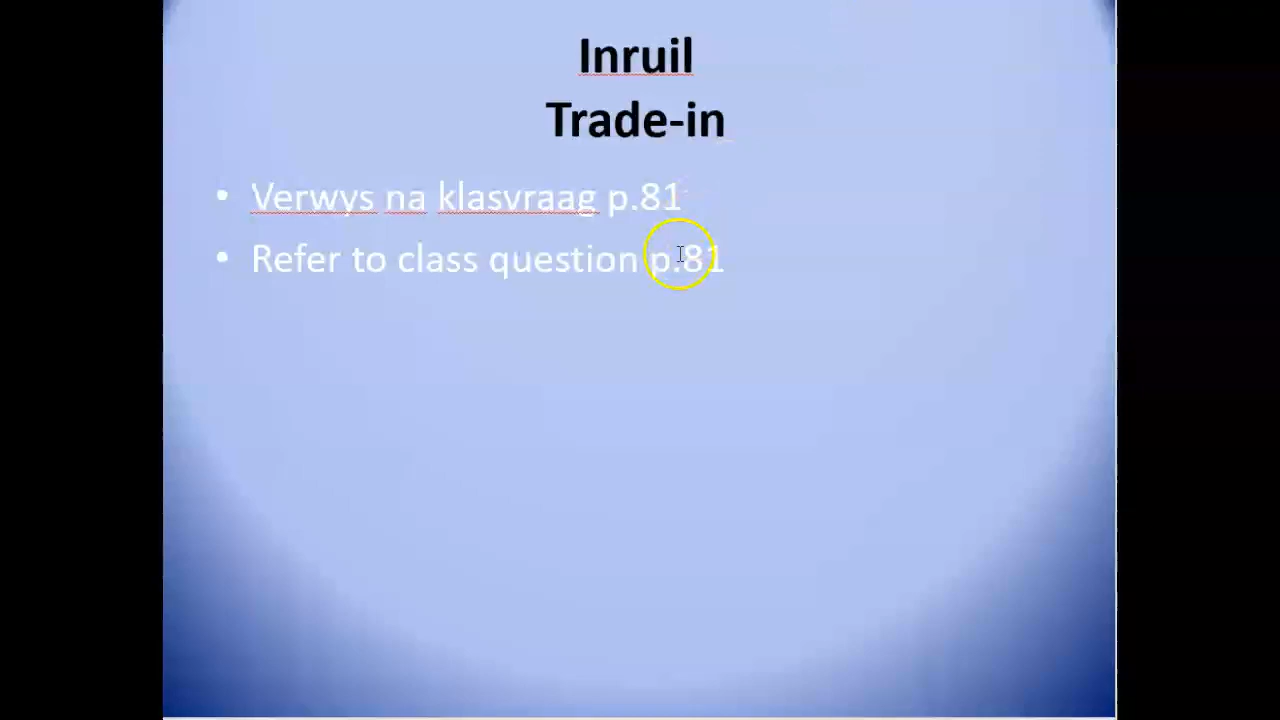 Inruil
Trade-in
• Verwys na klasvraag p.81
• Refer to class question p.81